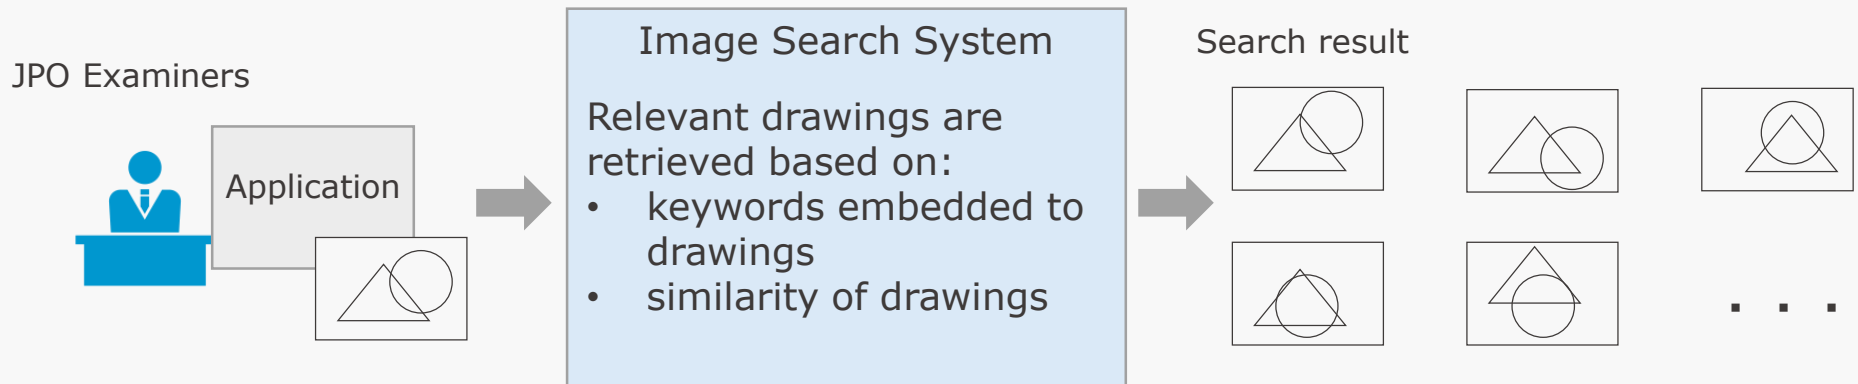 JPO Examiners
Application
Image Search System
Relevant drawings are
retrieved based on:
• keywords embedded to
drawings
• similarity of drawings
Search result
. . .